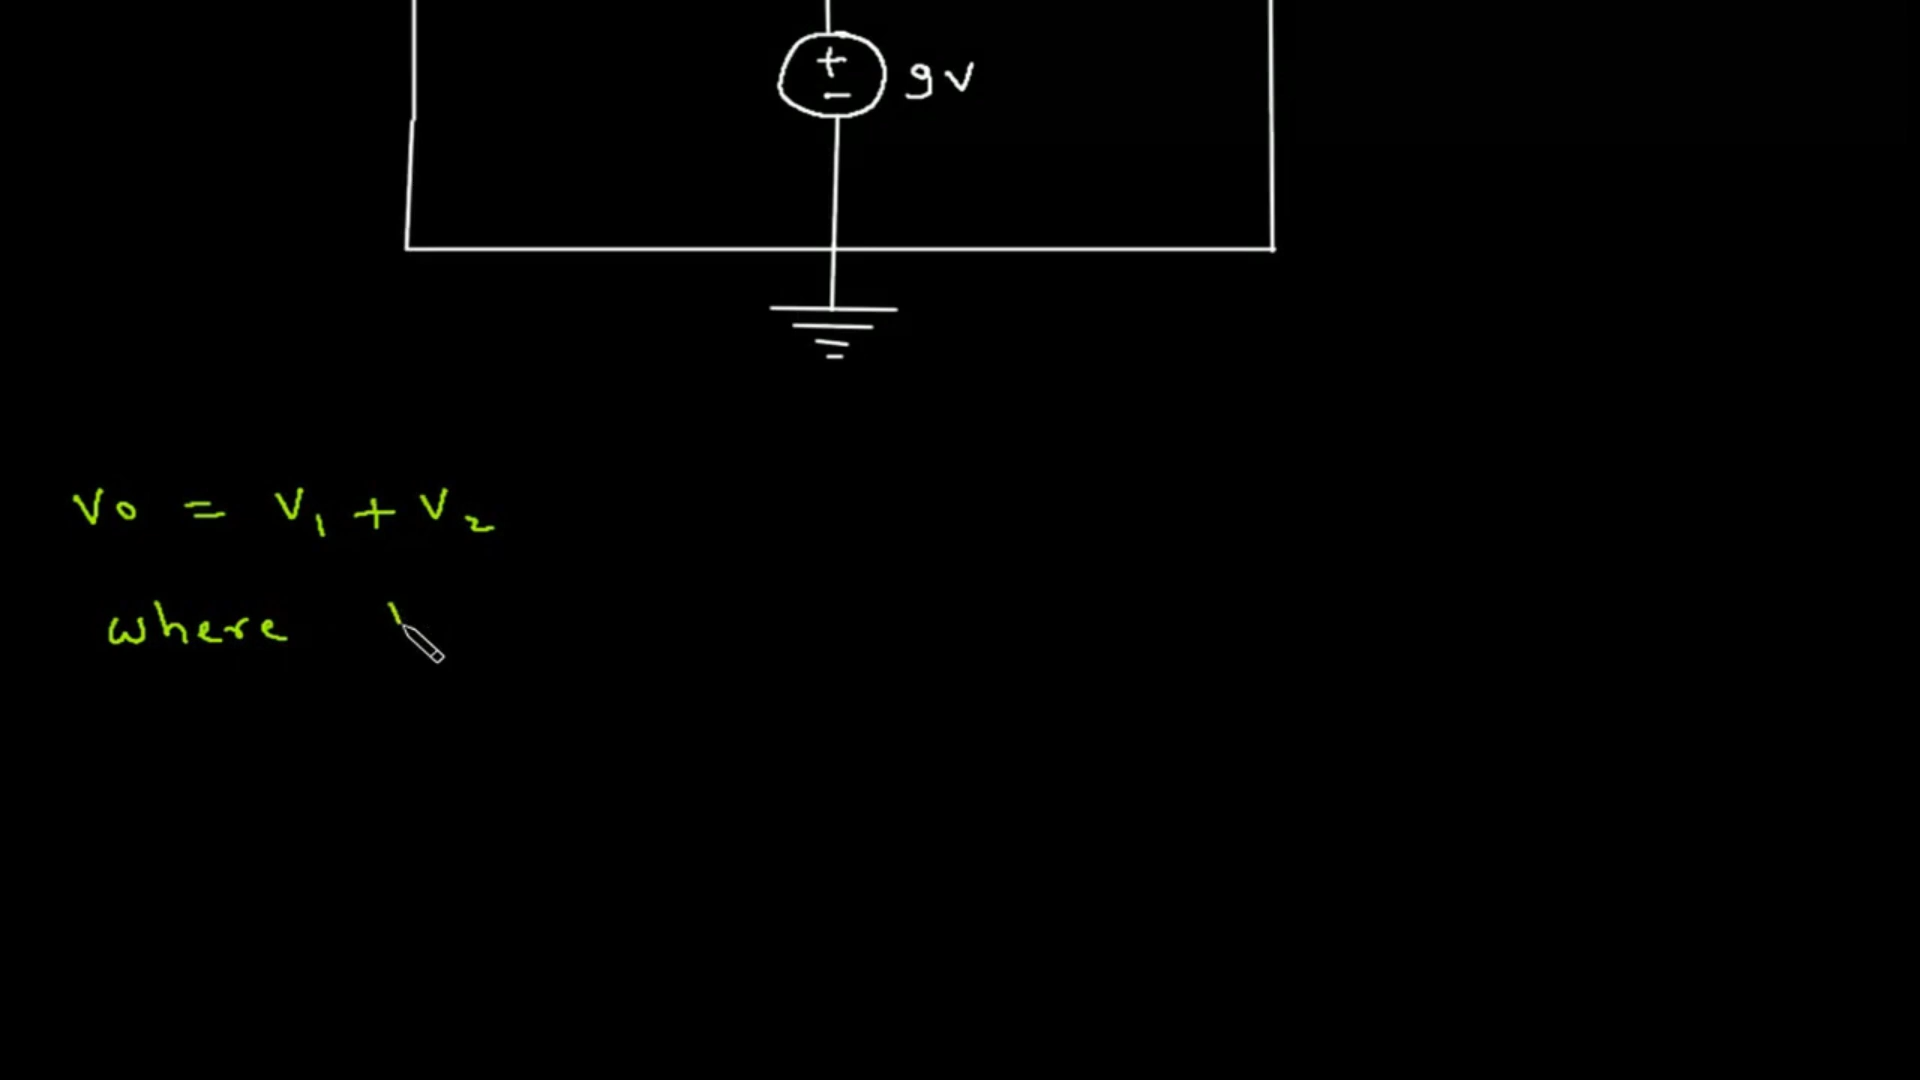 +
- 9V
Vo = V₁ + V₂
where